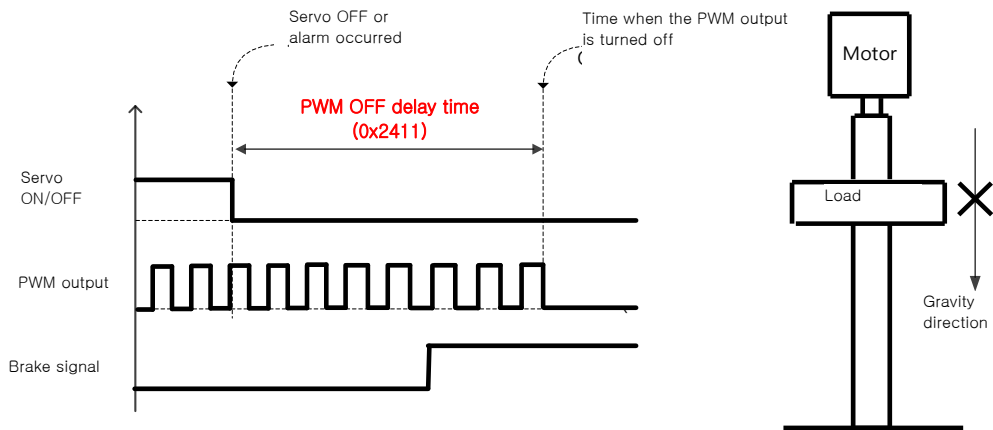 Servo OFF or
alarm occurred
Time when the PWM output
is turned off
(
PWM OFF delay time
(0x2411)
Servo
ON/OFF
PWM output
Brake signal
Motor
Load
Gravity
direction